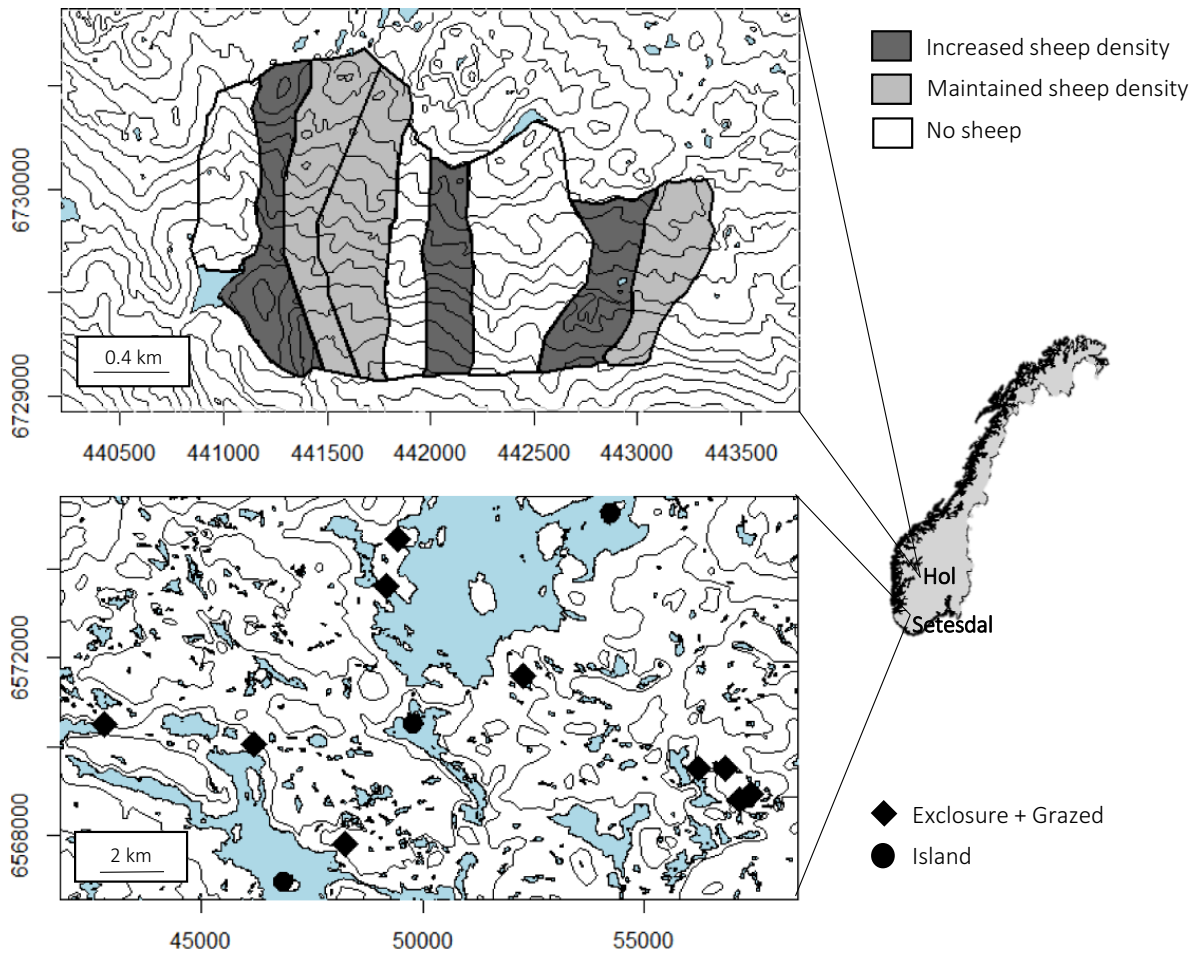 Increased sheep density
Maintained sheep density
No sheep
6730000
6729000
0.4 km
440500 441000 441500 442000 442500 443000 443500
Hol
Setesdal
6572000
6568000
2 km
Exclosure + Grazed
Island
45000 50000 55000